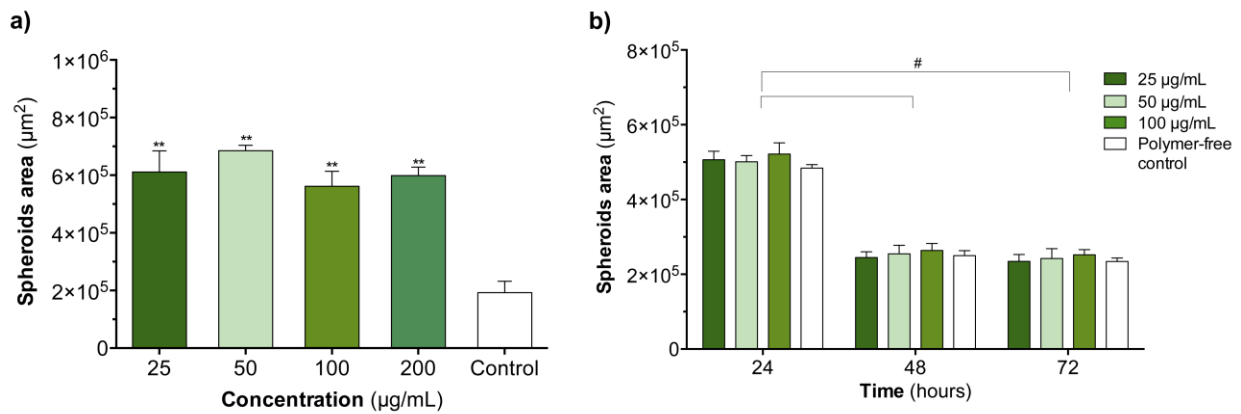 a)
1×10⁶
8×10⁵
6×10⁵
4×10⁵
2×10⁵
0
Spheroids area (µm²)
**
**
**
**
25 50 100 200 Control
Concentration (µg/mL)
b)
8×10⁵
6×10⁵
4×10⁵
2×10⁵
0
Spheroids area (µm²)
#
25 µg/mL
50 µg/mL
100 µg/mL
Polymer-free
control
24 48 72
Time (hours)